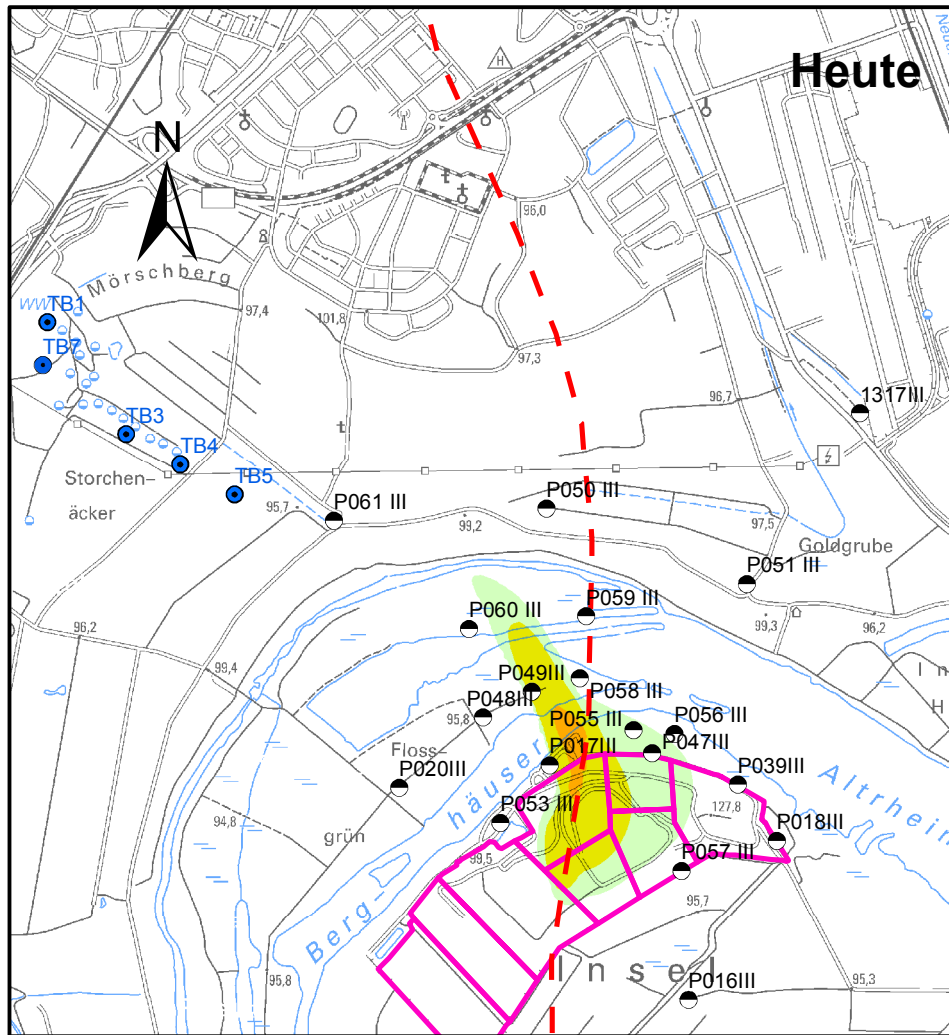 Heute
H
N
96,0
Mörschberg
WW
TB1
97,4
101,8
TB7
97,3
96,7
1317III
TB3
TB4
Storchen-
äcker
TB5
95,7
P061 III
99,2
P050 III
97,5
Goldgrube
P051 III
P059 III
99,3
96,2
96,2
P060 III
99,4
I n
H
P049III
P058 III
P048III
95,8
P055 III
P056 III
Floss-
P017III
P047III
P020III
P039III
häuser
Altrhein
127,8
94,8
grün
P053 III
P018III
99,5
P057 III
Berg-
95,7
Insel
95,8
95,3
P016III